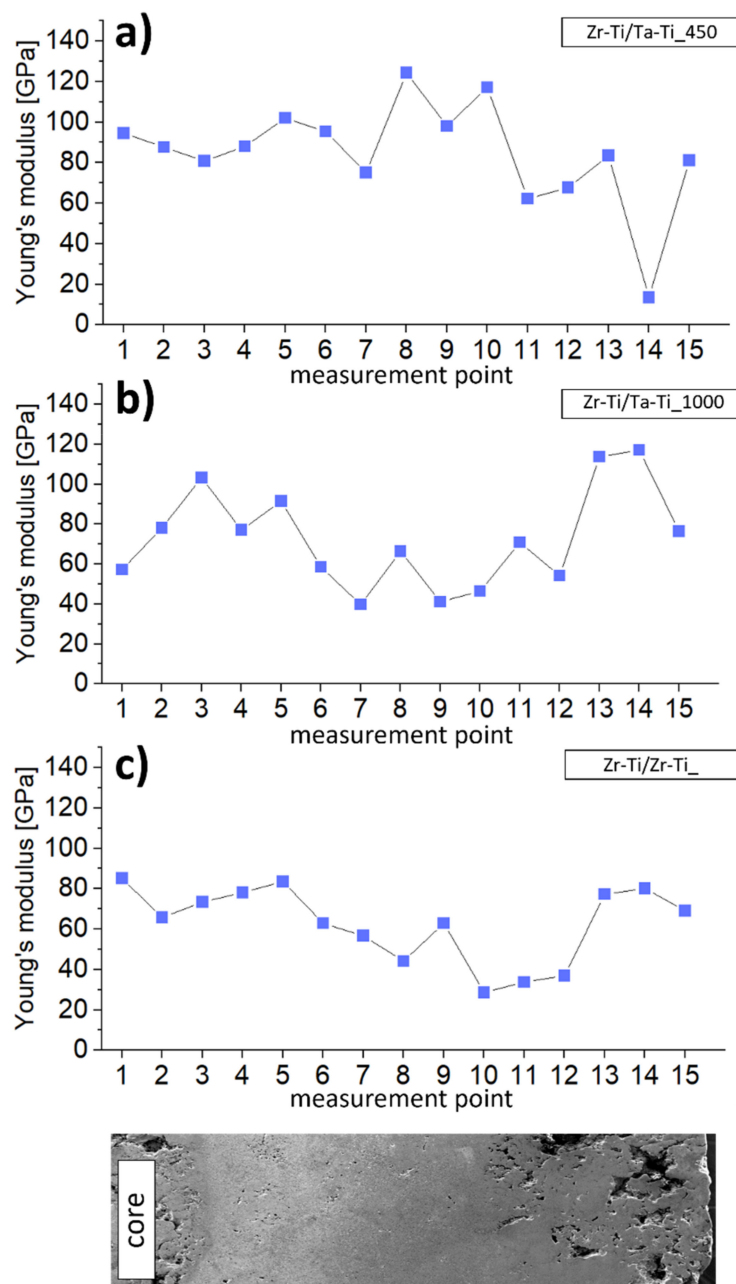 a)
Zr-Ti/Ta-Ti_450
Young's modulus [GPa]
140
120
100
80
60
40
20
0
1 2 3 4 5 6 7 8 9 10 11 12 13 14 15
measurement point
b)
Zr-Ti/Ta-Ti_1000
Young's modulus [GPa]
140
120
100
80
60
40
20
0
1 2 3 4 5 6 7 8 9 10 11 12 13 14 15
measurement point
c)
Zr-Ti/Zr-Ti_
Young's modulus [GPa]
140
120
100
80
60
40
20
0
1 2 3 4 5 6 7 8 9 10 11 12 13 14 15
measurement point
core